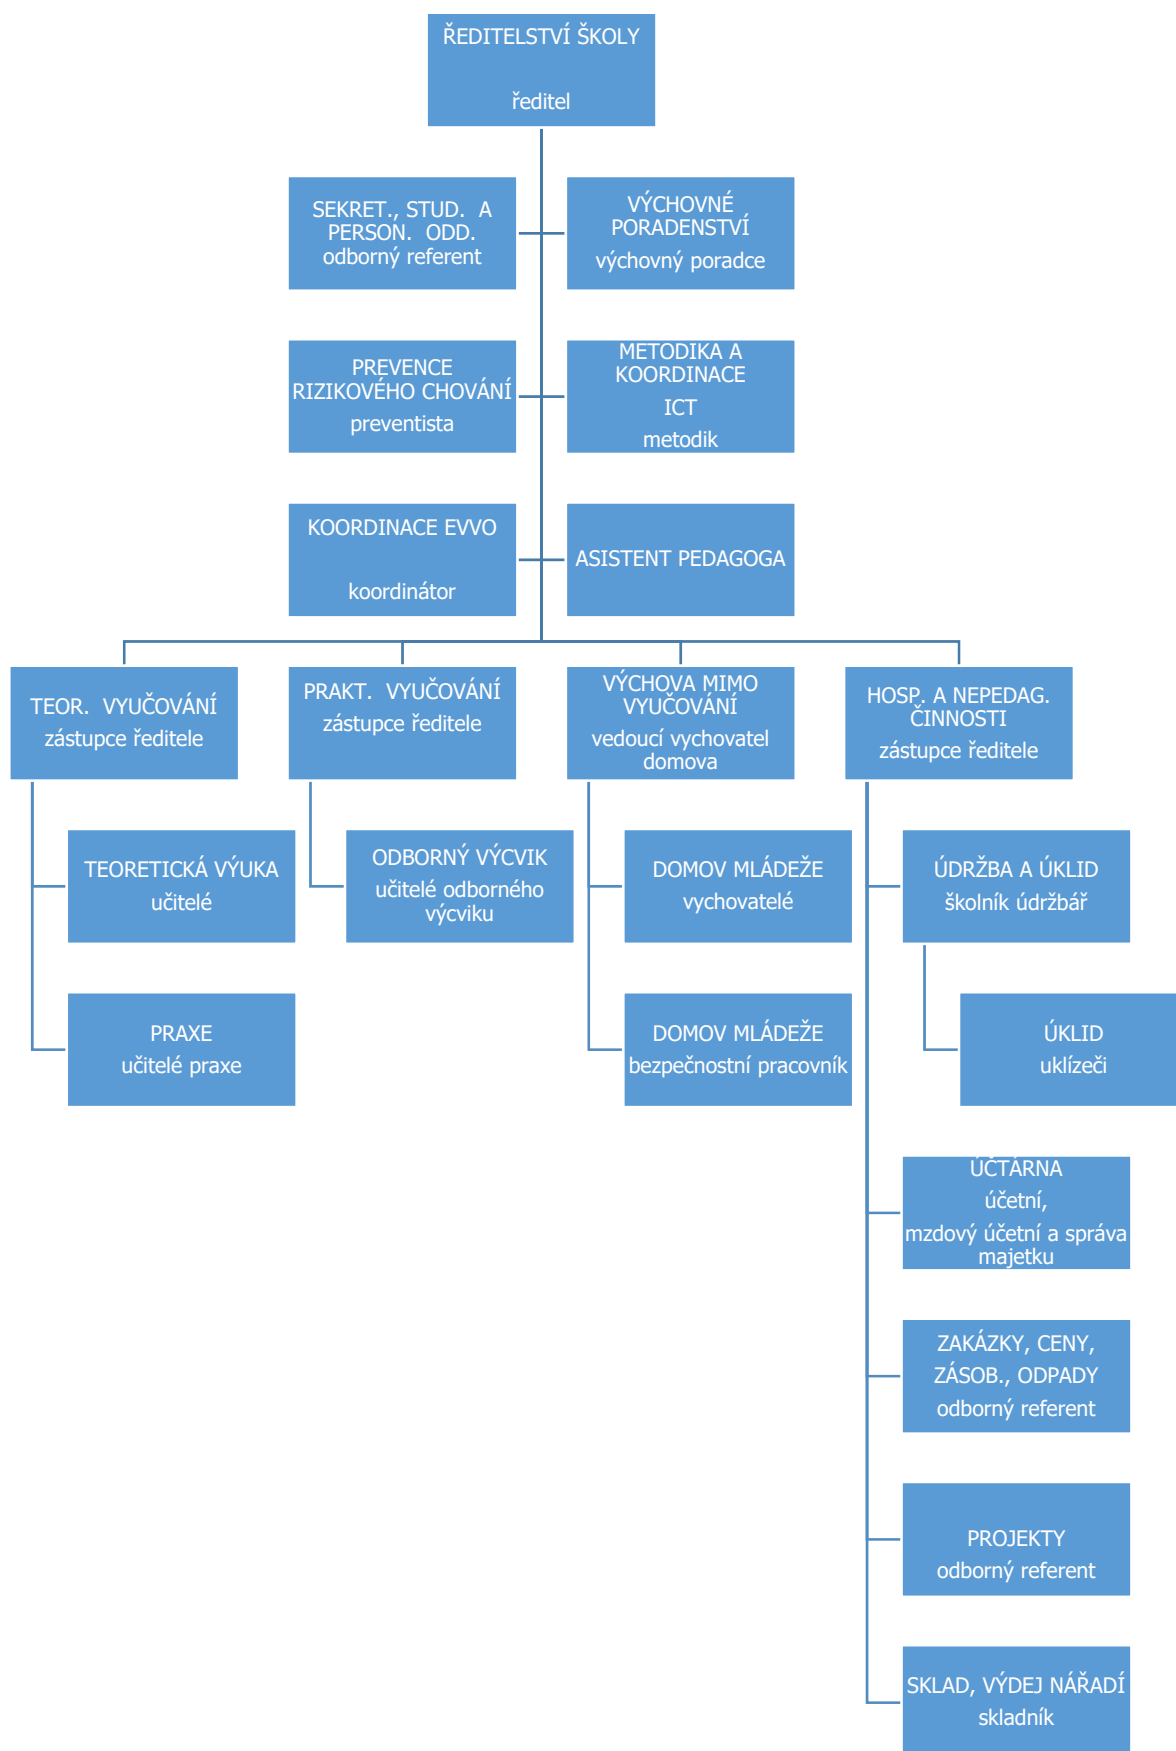 ŘEDITELSTVÍ ŠKOLY
ředitel
SEKRET., STUD. A
PERSON. ODD.
odborný referent
VÝCHOVNÉ
PORADENSTVÍ
výchovný poradce
PREVENCE
RIZIKOVÉHO CHOVÁNÍ
preventista
METODIKA A
KOORDINACE
ICT
metodik
KOORDINACE EVVO
koordinátor
ASISTENT PEDAGOGA
TEOR. VYUČOVÁNÍ
zástupce ředitele
PRAKT. VYUČOVÁNÍ
zástupce ředitele
VÝCHOVA MIMO
VYUČOVÁNÍ
vedoucí vychovatel
domova
HOSP. A NEPEDAG.
ČINNOSTI
zástupce ředitele
TEORETICKÁ VÝUKA
učitelé
ODBORNÝ VÝCVIK
učitelé odborného
výcviku
DOMOV MLÁDEŽE
vychovatelé
ÚDRŽBA A ÚKLID
školník údržbář
PRAXE
učitelé praxe
DOMOV MLÁDEŽE
bezpečnostní pracovník
ÚKLID
uklízeči
ÚČTÁRNA
účetní,
mzdový účetní a správa
majetku
ZAKÁZKY, CENY,
ZÁSOB., ODPADY
odborný referent
PROJEKTY
odborný referent
SKLAD, VÝDEJ NÁŘADÍ
skladník